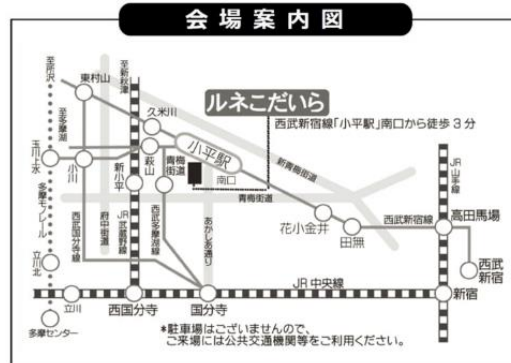 会場案内図
至所沢
東村山
至新秋津
久米川
ルネこだいら
西武新宿線「小平駅」南口から徒歩3分
至多摩湖
小平駅
新青梅街道
玉川上水
小川
萩山
青梅街道
南口
青梅街道
新小平
多摩モノレール
西武国分寺線
府中街道
JR武蔵野線
西武多摩湖線
あかしあ通り
花小金井
田無
西武新宿線
JR山手線
高田馬場
西武新宿
立川北
JR中央線
立川
西国分寺
国分寺
新宿
多摩センター
*駐車場はございませんので、
ご来場には公共交通機関等をご利用ください。